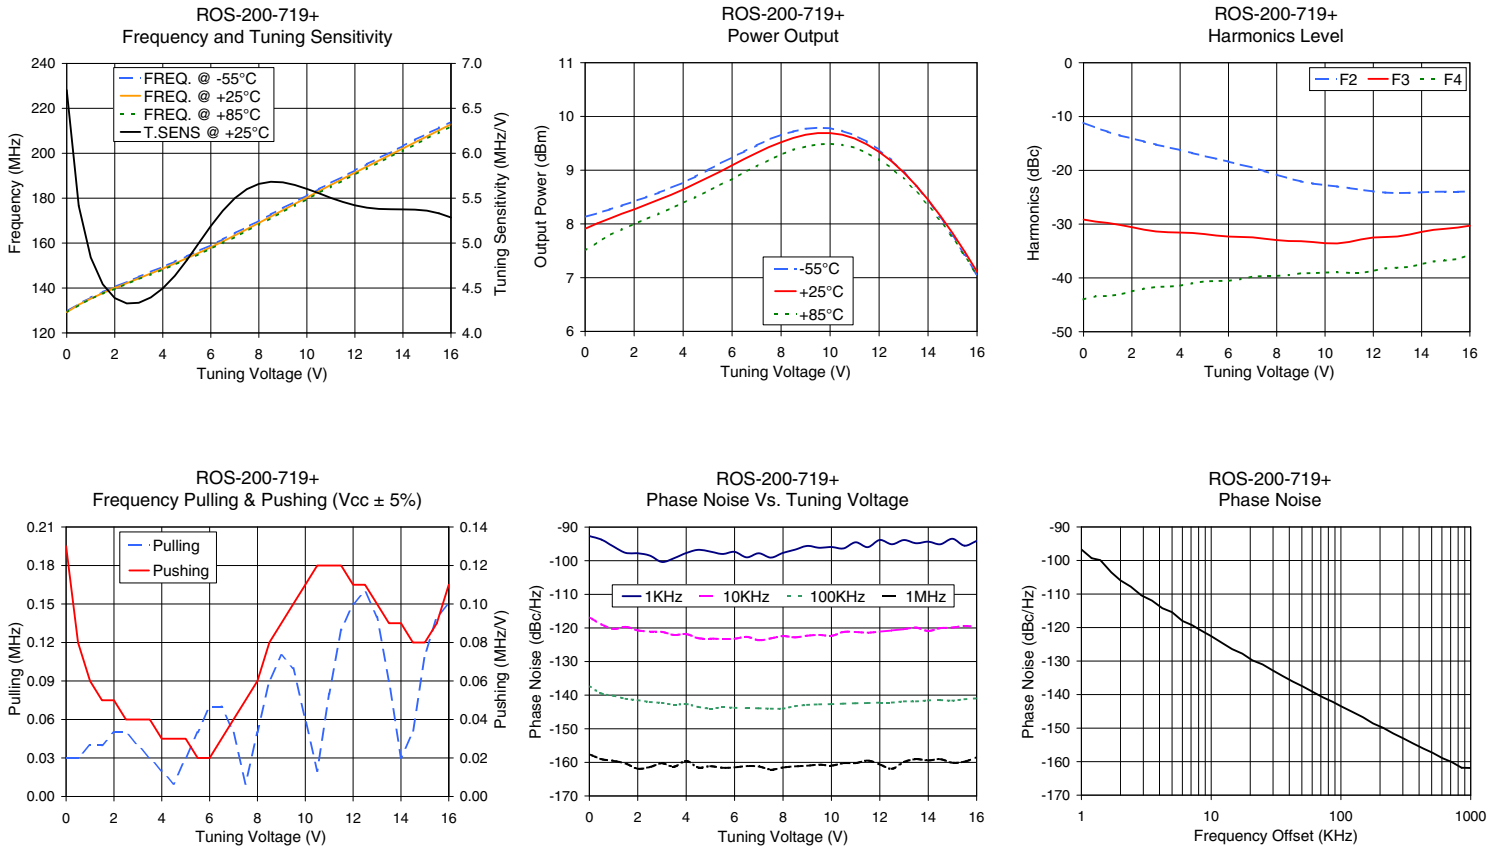 ROS-200-719+
Frequency and Tuning Sensitivity
240
220
200
180
160
140
120
7.0
6.5
6.0
5.5
5.0
4.5
4.0
FREQ. @ -55°C
FREQ. @ +25°C
FREQ. @ +85°C
T.SENS @ +25°C
Frequency (MHz)
Tuning Sensitivity (MHz/V)
0 2 4 6 8 10 12 14 16
Tuning Voltage (V)
ROS-200-719+
Power Output
11
10
9
8
7
6
-55°C
+25°C
+85°C
Output Power (dBm)
0 2 4 6 8 10 12 14 16
Tuning Voltage (V)
ROS-200-719+
Harmonics Level
0
-10
-20
-30
-40
-50
F2 F3 F4
Harmonics (dBc)
0 2 4 6 8 10 12 14 16
Tuning Voltage (V)
ROS-200-719+
Frequency Pulling & Pushing (Vcc ± 5%)
0.21
0.18
0.15
0.12
0.09
0.06
0.03
0.00
0.14
0.12
0.10
0.08
0.06
0.04
0.02
0.00
Pulling
Pushing
Pulling (MHz)
Pushing (MHz/V)
0 2 4 6 8 10 12 14 16
Tuning Voltage (V)
ROS-200-719+
Phase Noise Vs. Tuning Voltage
-90
-100
-110
-120
-130
-140
-150
-160
-170
1KHz 10KHz 100KHz 1MHz
Phase Noise (dBc/Hz)
0 2 4 6 8 10 12 14 16
Tuning Voltage (V)
ROS-200-719+
Phase Noise
-90
-100
-110
-120
-130
-140
-150
-160
-170
Phase Noise (dBc/Hz)
1 10 100 1000
Frequency Offset (KHz)